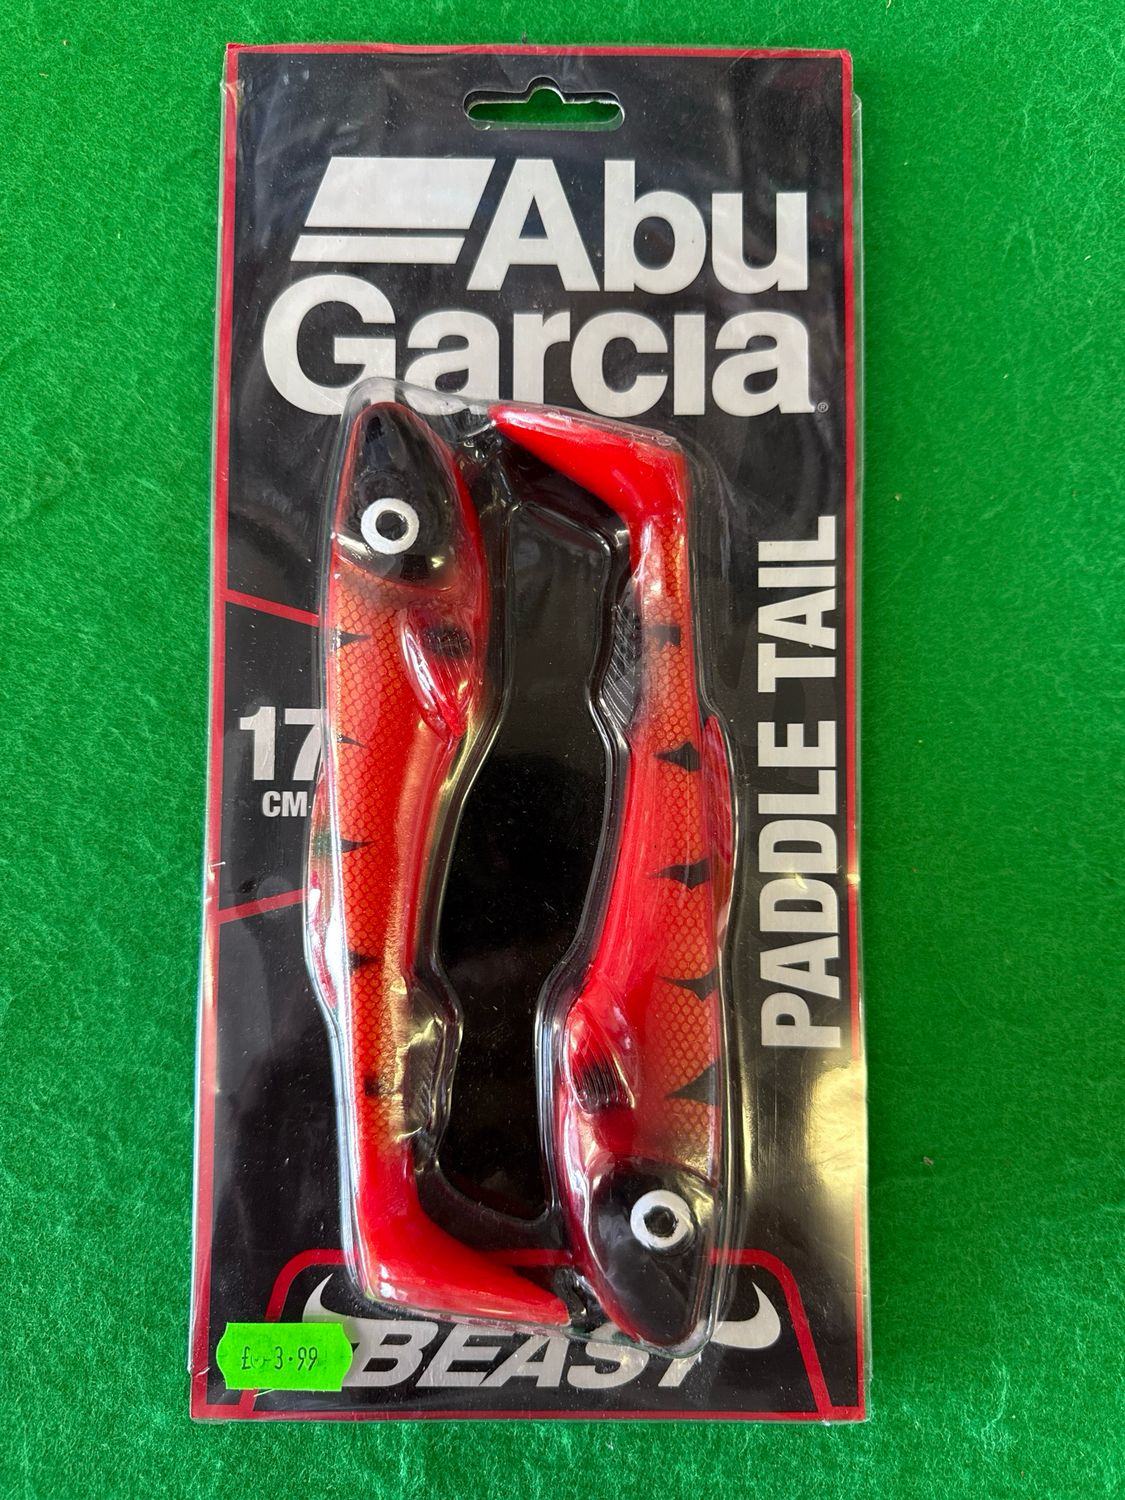 Abu
Garcia®
17
CM
PADDLE TAIL
BEAST
£ 3.99